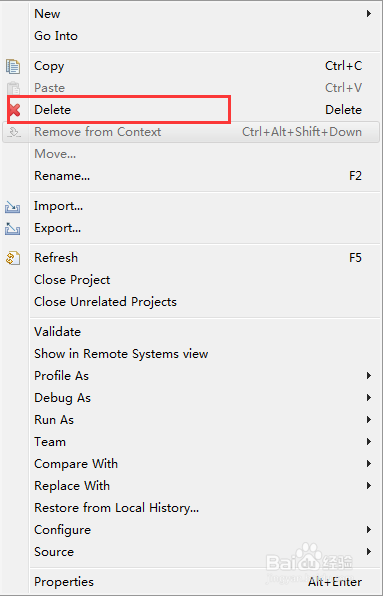 New
Go Into
Copy Ctrl+C
Paste Ctrl+V
Delete Delete
Remove from Context Ctrl+Alt+Shift+Down
Move...
Rename... F2
Import...
Export...
Refresh F5
Close Project
Close Unrelated Projects
Validate
Show in Remote Systems view
Profile As
Debug As
Run As
Team
Compare With
Replace With
Restore from Local History...
Configure
Source
Baidu 经验
Properties Alt+Enter